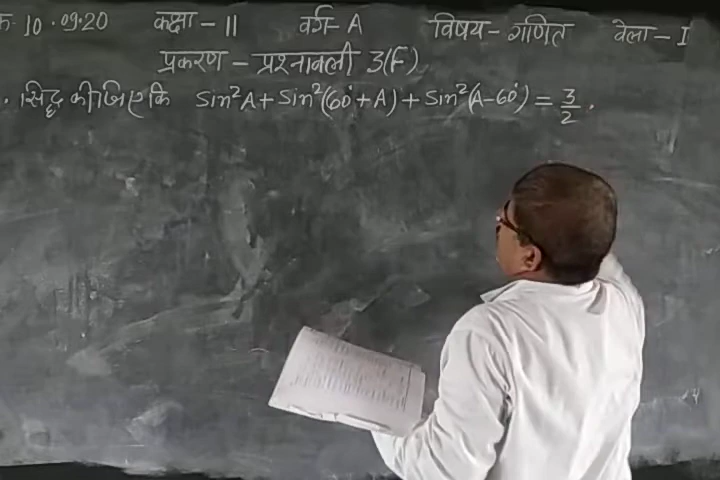 10.09.20 कक्षा - 11 वर्ग- A विषय - गणित वेला - I
प्रकरण - प्रश्नावली 3(F)
. सिद्ध कीजिए कि sin²A + sin²(60° + A) + sin²(A - 60°) = 3/2 .